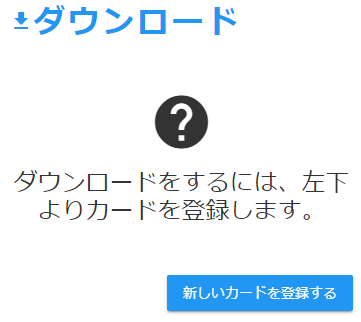 ダウンロード
ダウンロードをするには、左下
よりカードを登録します。
新しいカードを登録する